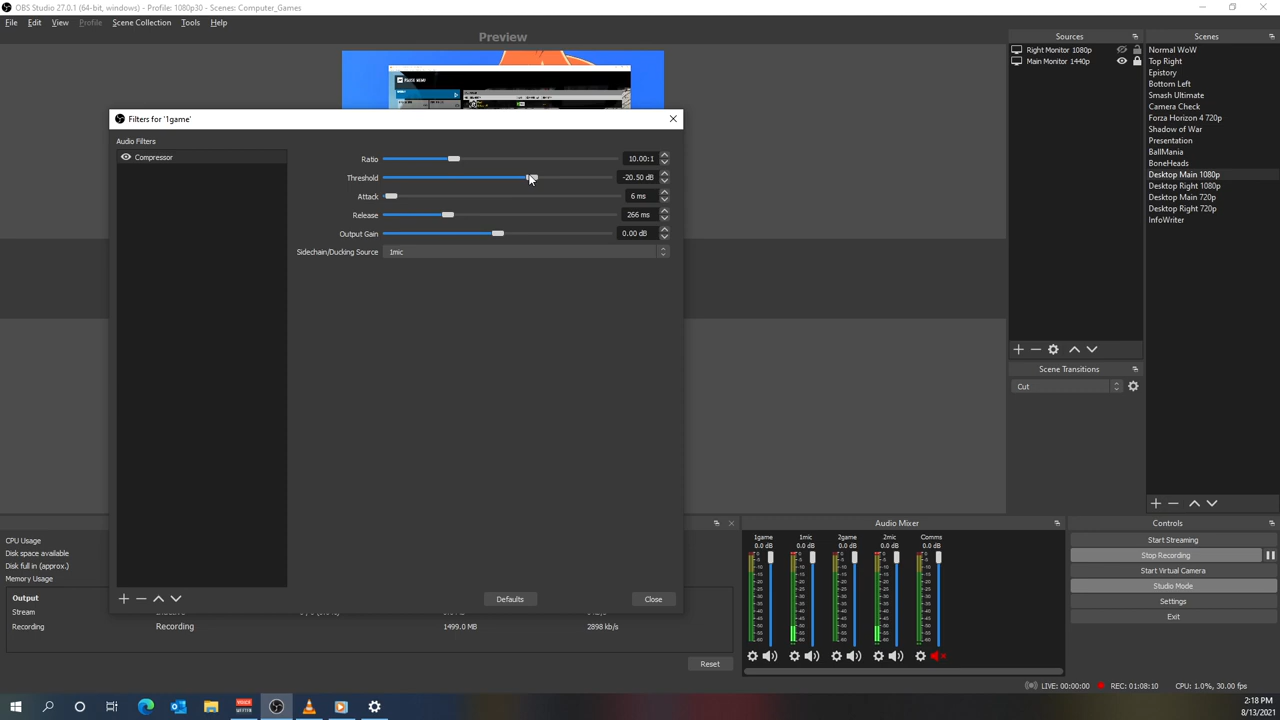 OBS Studio 27.0.1 (64-bit, windows) - Profile: 1080p30 - Scenes: Computer_Games
File Edit View Profile Scene Collection Tools Help
Preview
Filters for '1game'
Audio Filters
Compressor
Ratio 10.00:1
Threshold -20.50 dB
Attack 6 ms
Release 266 ms
Output Gain 0.00 dB
Sidechain/Ducking Source 1mic
Defaults
Close
Sources
Right Monitor 1080p
Main Monitor 1440p
Scene Transitions
Cut
Scenes
Normal WoW
Top Right
Epistory
Bottom Left
Smash Ultimate
Camera Check
Forza Horizon 4 720p
Shadow of War
Presentation
BallMania
BoneHeads
Desktop Main 1080p
Desktop Right 1080p
Desktop Main 720p
Desktop Right 720p
InfoWriter
CPU Usage
Disk space available
Disk full in (approx.)
Memory Usage
Output
Stream
Recording Recording 1499.0 MB 2898 kb/s
Reset
Audio Mixer
1game 1mic 2game 2mic Comms
0.0 dB 0.0 dB 0.0 dB 0.0 dB 0.0 dB
Controls
Start Streaming
Stop Recording
Start Virtual Camera
Studio Mode
Settings
Exit
LIVE: 00:00:00 REC: 01:08:10 CPU: 1.0%, 30.00 fps
2:18 PM
8/13/2021